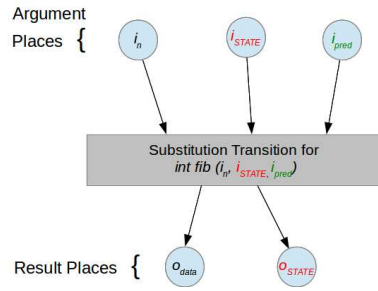 Argument
Places {
i_n
i_STATE
i_pred
Substitution Transition for
int fib (i_n, i_STATE, i_pred)
Result Places {
o_data
o_STATE